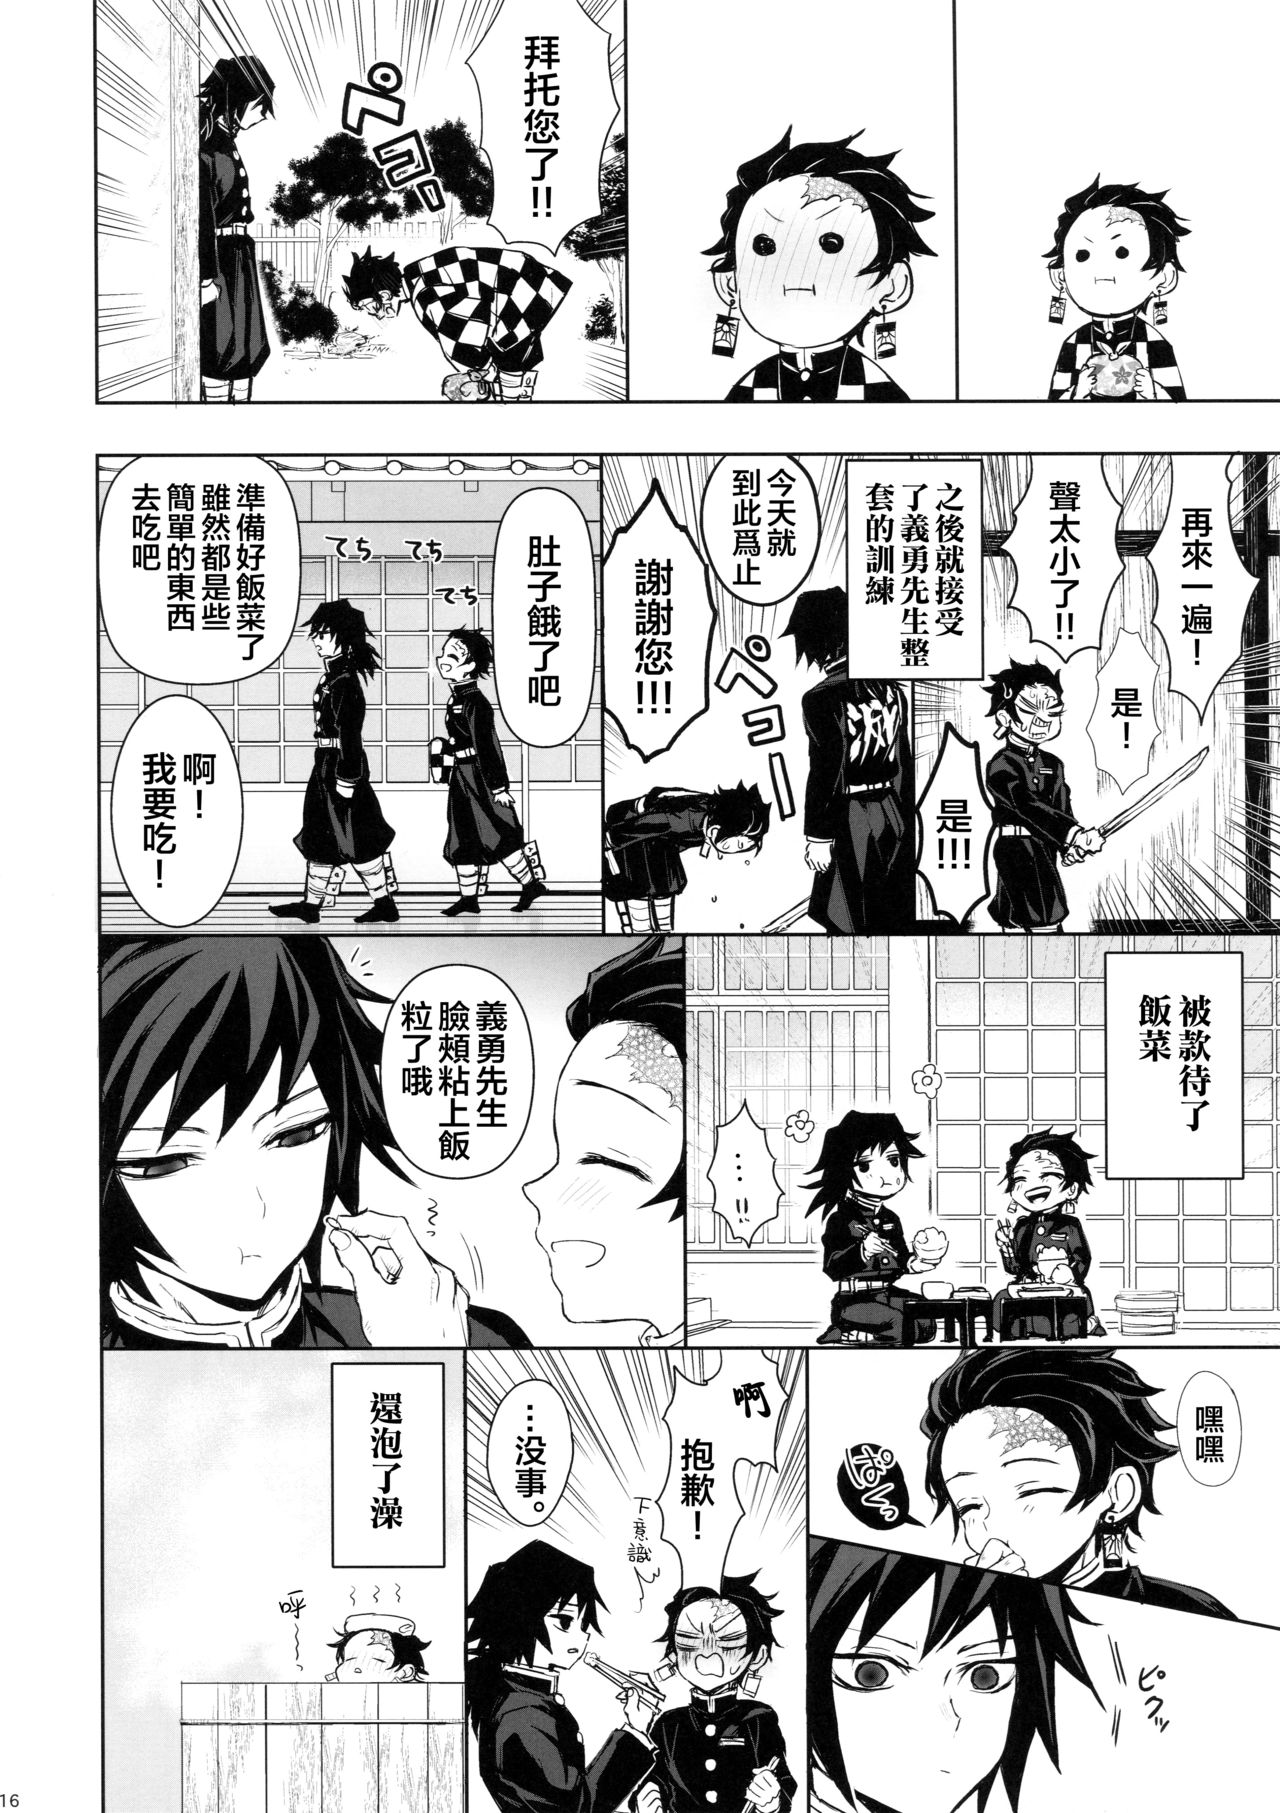 拜托您了!!
ペコ
再來一遍！
是！
聲太小了!!
是!!!
之後就接受
了義勇先生整
套的訓練
今天就
到此爲止
謝謝您!!!
ペコー
滅
肚子餓了吧
てち
てち
てち
準備好飯菜了
雖然都是些
簡單的東西
去吃吧
啊！
我要吃！
被款待了
飯菜
…!!
義勇先生
臉頰粘上飯
粒了哦
嘿嘿
ぱくっ
ピクッ
啊
抱歉！
下意識
…没事。
還泡了澡
呼
16